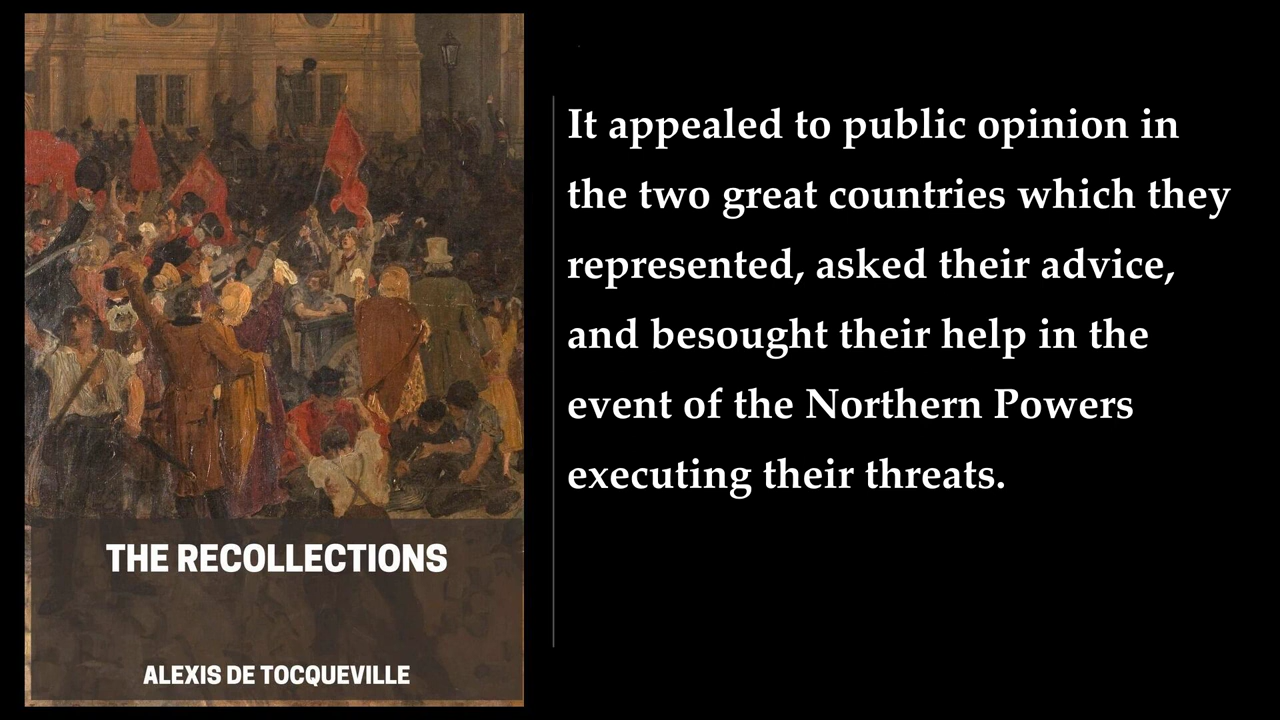 THE RECOLLECTIONS
ALEXIS DE TOCQUEVILLE
It appealed to public opinion in
the two great countries which they
represented, asked their advice,
and besought their help in the
event of the Northern Powers
executing their threats.